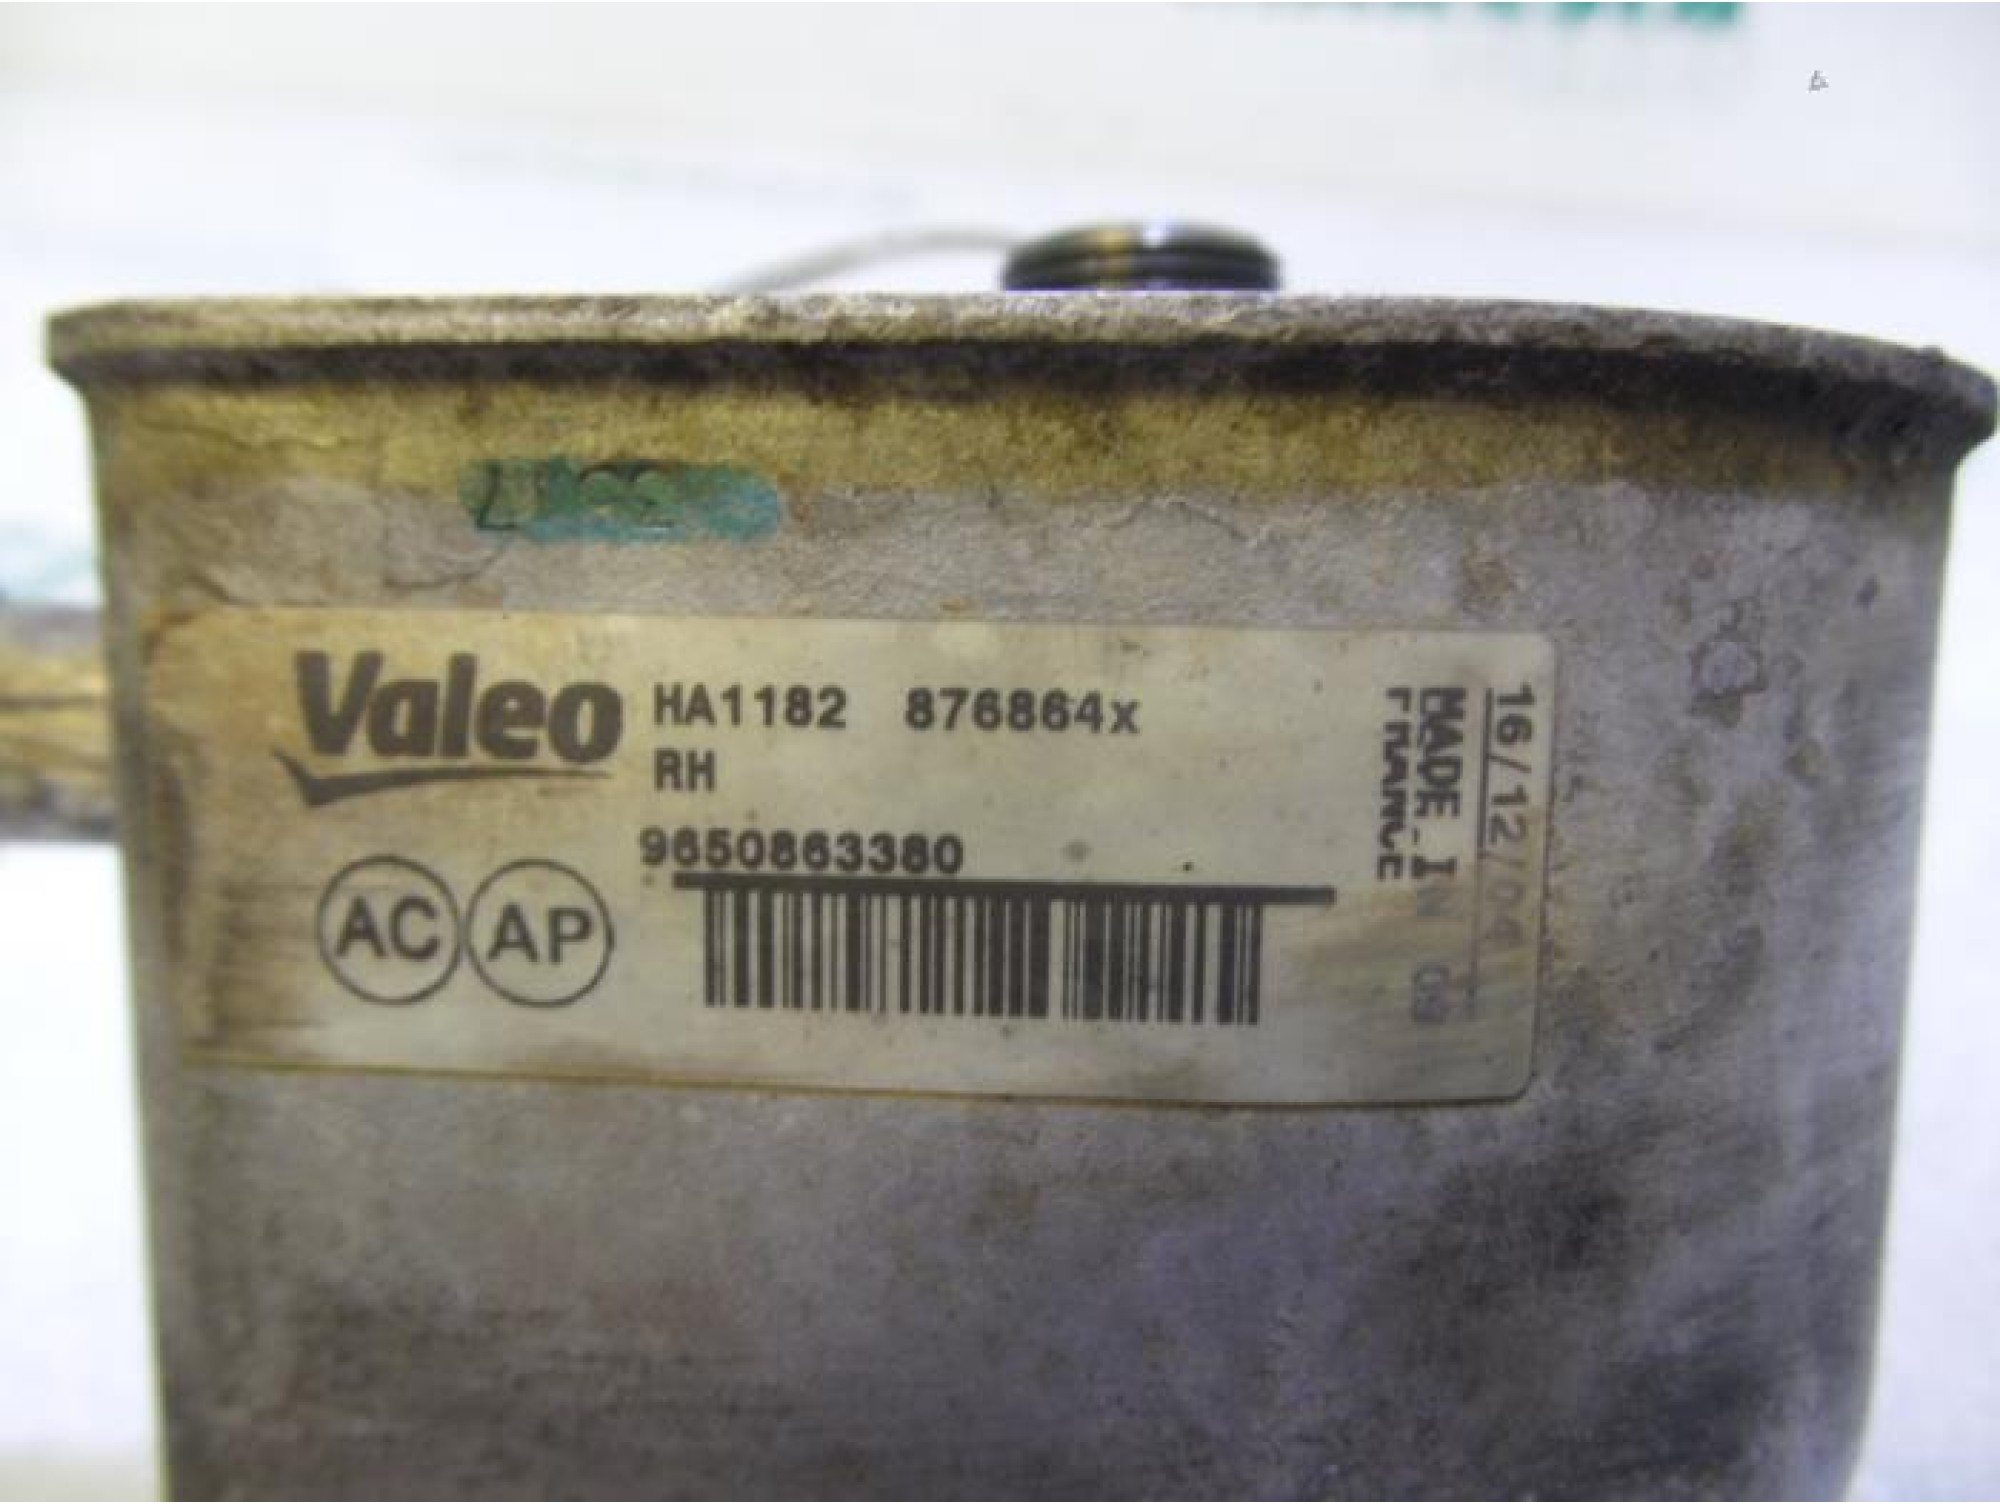 Valeo
HA1182 876864x
RH
9650863380
AC AP
MADE IN
FRANCE
16/12/04